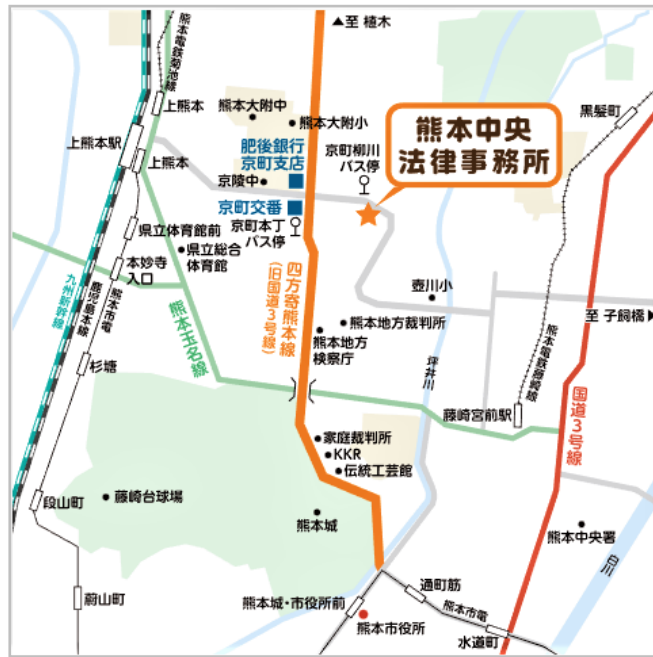 ▲至 植木
熊本電鉄菊池線
上熊本
熊本大附中
熊本大附小
黒髪町
熊本中央
法律事務所
上熊本駅
上熊本
肥後銀行
京町支店
京町柳川
バス停
京陵中
京町交番
京町本丁
バス停
県立体育館前
県立総合
体育館
本妙寺
入口
九州新幹線
鹿児島本線
熊本市電
熊本玉名線
四方寄熊本線
(旧国道3号線)
壺川小
熊本地方裁判所
熊本地方
検察庁
坪井川
至 子飼橋▶
熊本電鉄藤崎線
国道3号線
杉塘
藤崎宮前駅
家庭裁判所
KKR
伝統工芸館
段山町
藤崎台球場
熊本城
熊本中央署
白川
蔚山町
熊本城・市役所前
通町筋
熊本市電
熊本市役所
水道町